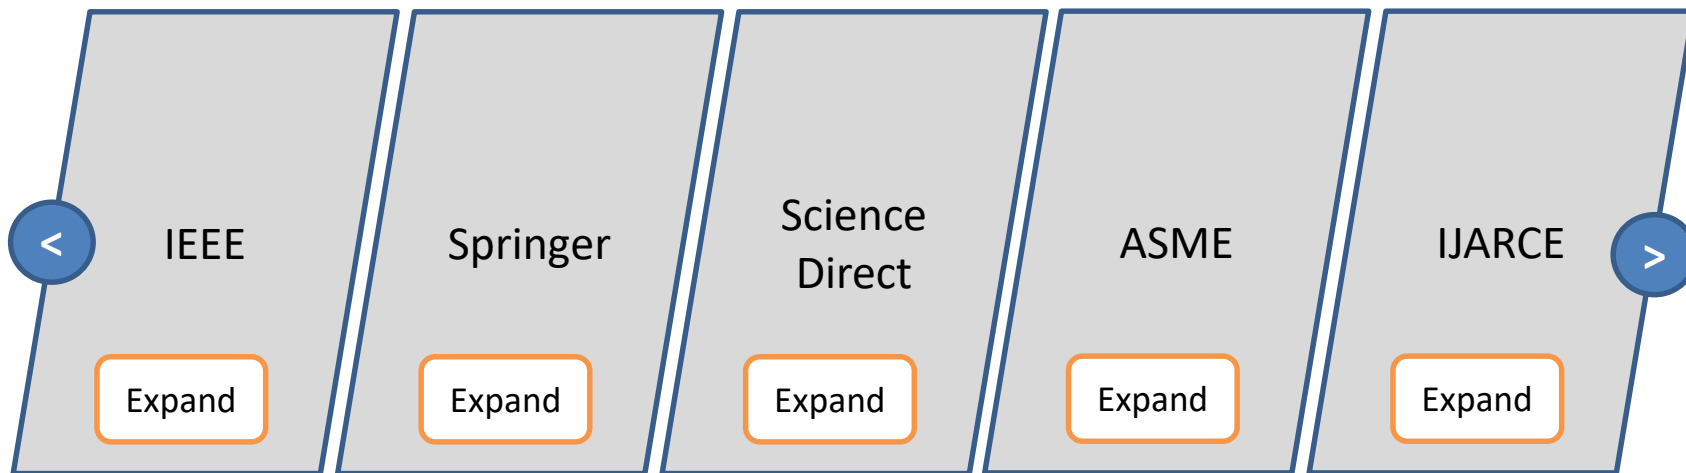 <
IEEE
Springer
Science
Direct
ASME
IJARCE
>
Expand
Expand
Expand
Expand
Expand